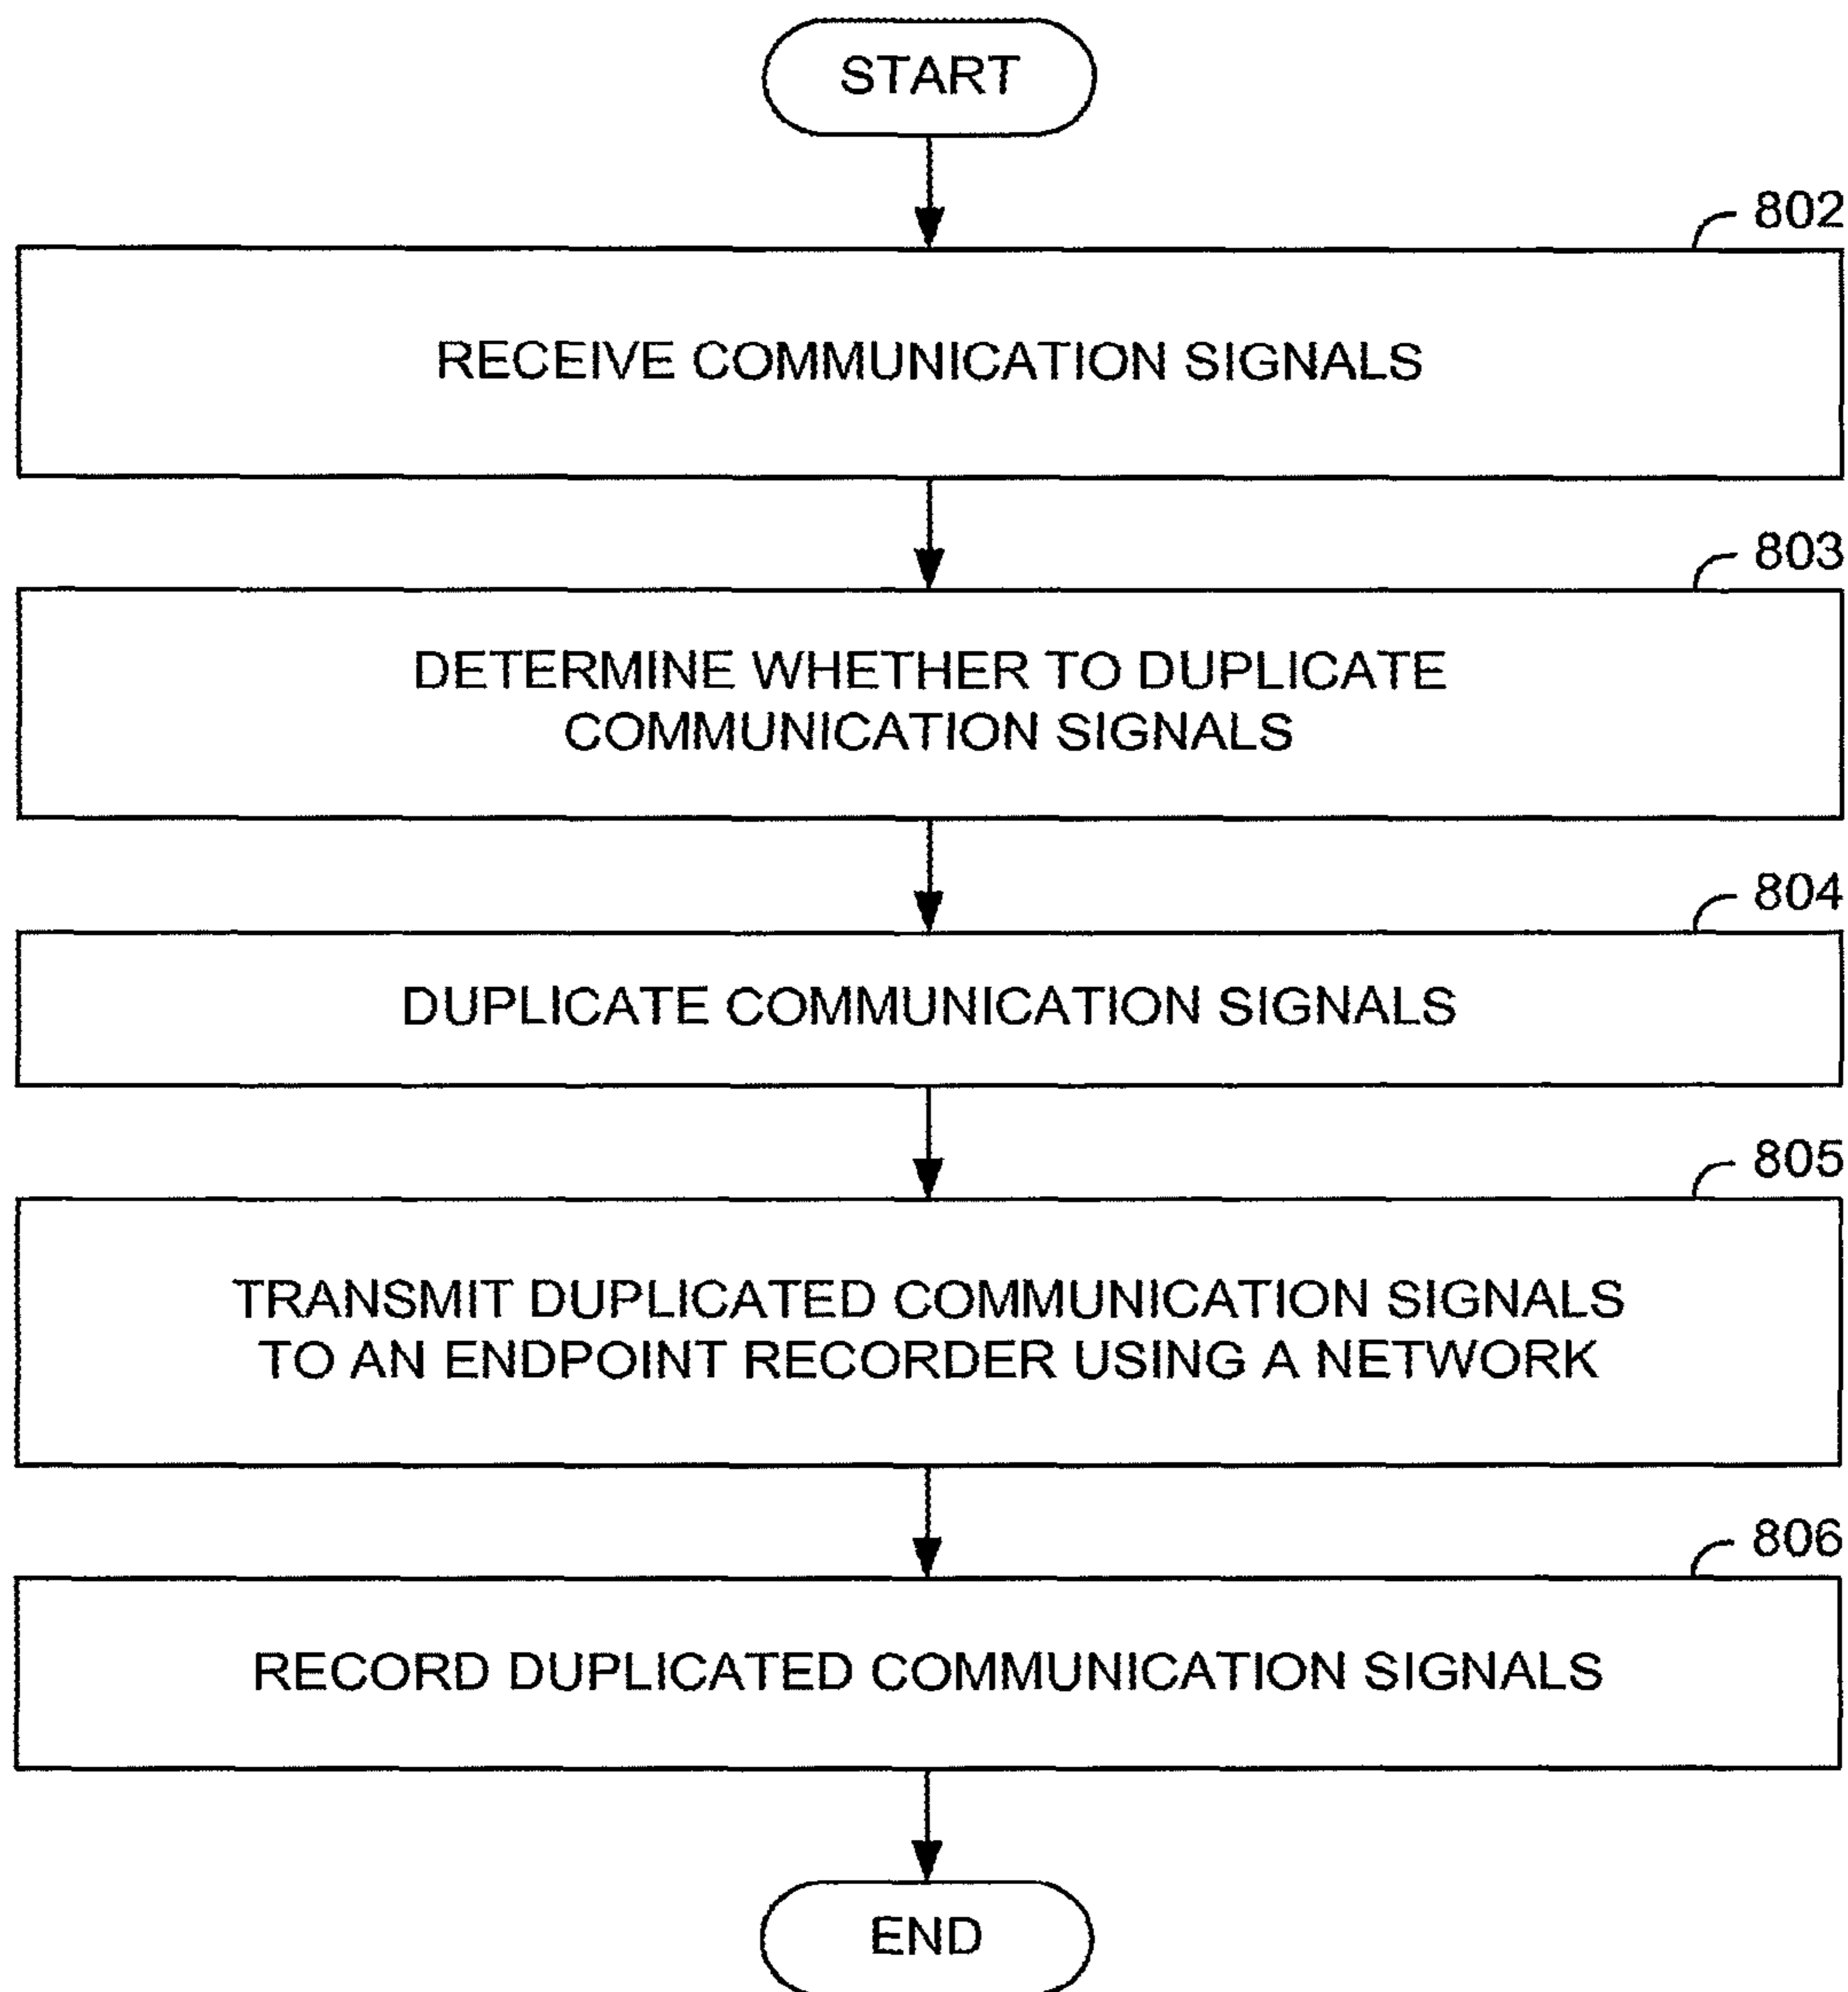 START
802
RECEIVE COMMUNICATION SIGNALS
803
DETERMINE WHETHER TO DUPLICATE
COMMUNICATION SIGNALS
804
DUPLICATE COMMUNICATION SIGNALS
805
TRANSMIT DUPLICATED COMMUNICATION SIGNALS
TO AN ENDPOINT RECORDER USING A NETWORK
806
RECORD DUPLICATED COMMUNICATION SIGNALS
END